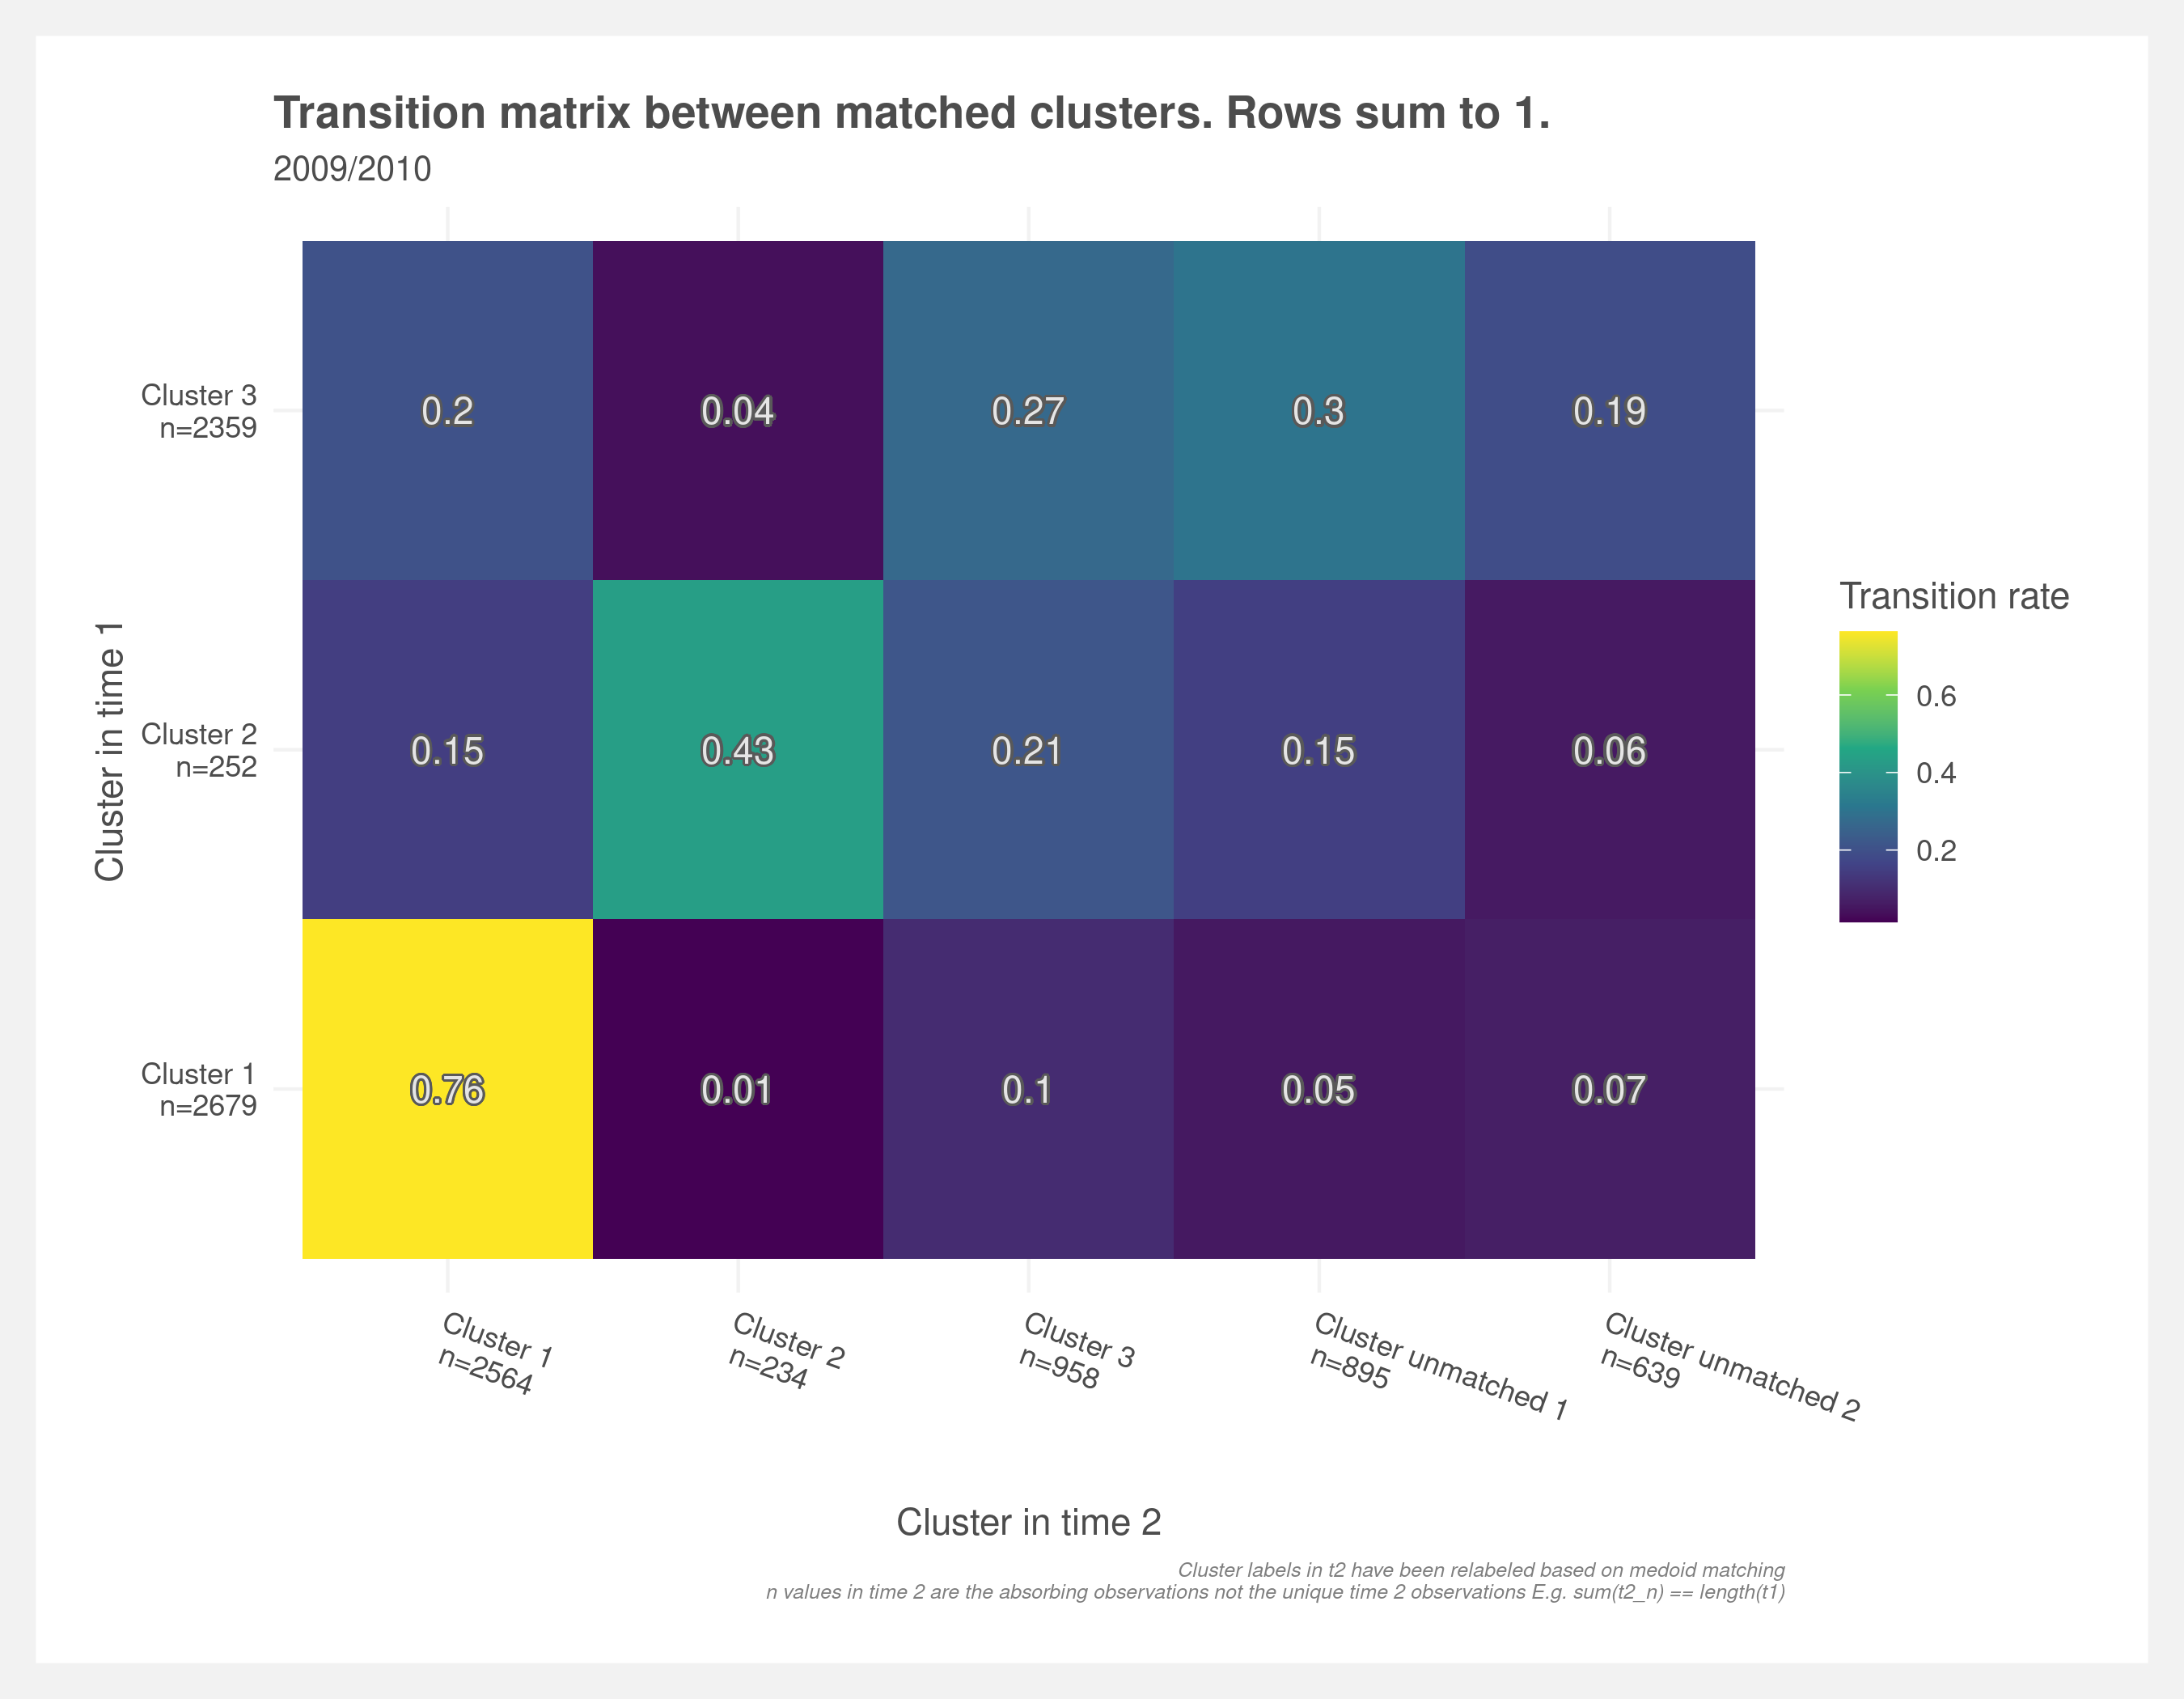 Transition matrix between matched clusters. Rows sum to 1.
2009/2010
Cluster in time 1
Cluster 3
n=2359
0.2 0.04 0.27 0.3 0.19
Cluster 2
n=252
0.15 0.43 0.21 0.15 0.06
Cluster 1
n=2679
0.76 0.01 0.1 0.05 0.07
Cluster 1
n=2564
Cluster 2
n=234
Cluster 3
n=958
Cluster unmatched 1
n=895
Cluster unmatched 2
n=639
Cluster in time 2
Transition rate
0.6
0.4
0.2
Cluster labels in t2 have been relabeled based on medoid matching
n values in time 2 are the absorbing observations not the unique time 2 observations E.g. sum(t2_n) == length(t1)